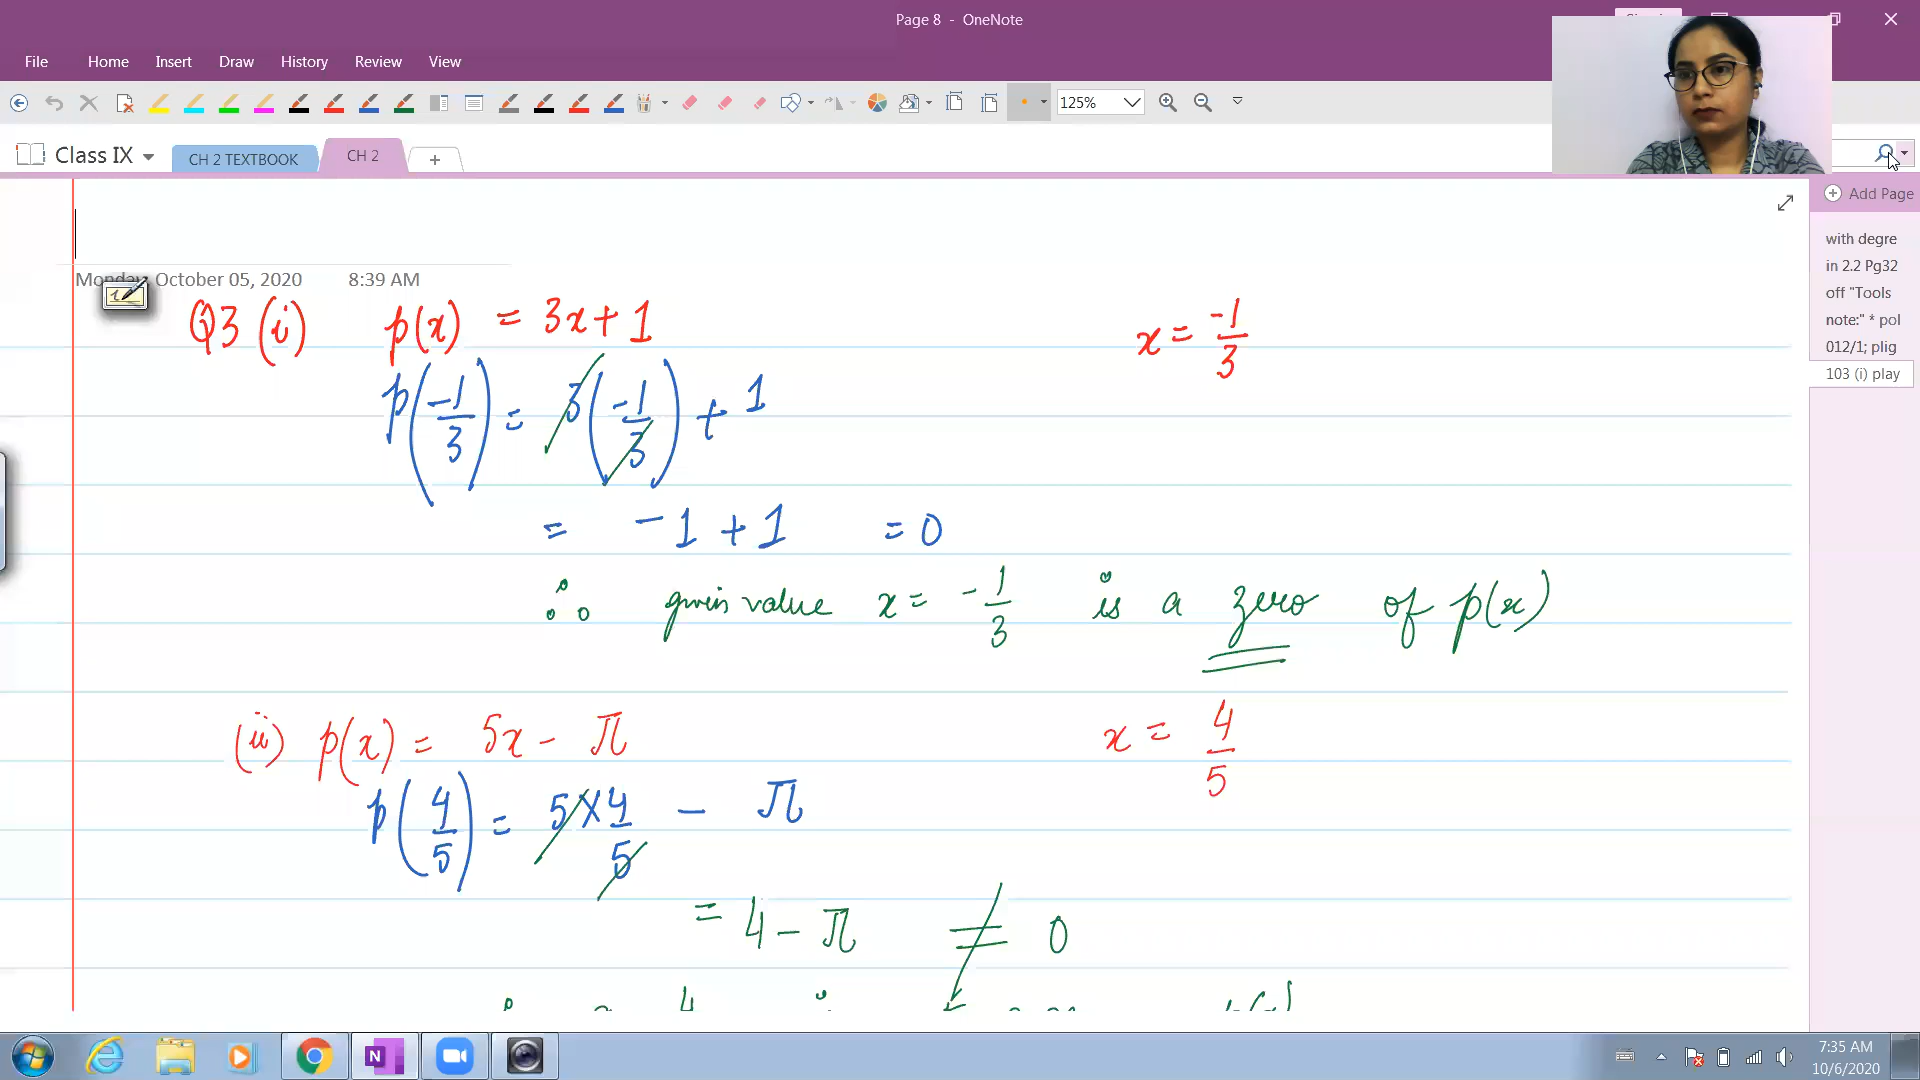 Page 8 - OneNote
File Home Insert Draw History Review View
125%
Class IX CH 2 TEXTBOOK CH 2 +
Add Page
with degre
in 2.2 Pg32
off "Tools
note:" * pol
012/1; plig
103 (i) play
October 05, 2020 8:39 AM
Q3 (i) p(x) = 3x+1 x = -1/3
p(-1/3) = 3(-1/3) + 1
= -1 + 1 = 0
∴ given value x = -1/3 is a zero of p(x)
(ii) p(x) = 5x - π x = 4/5
p(4/5) = 5×4/5 - π
= 4 - π ≠ 0
7:35 AM
10/6/2020